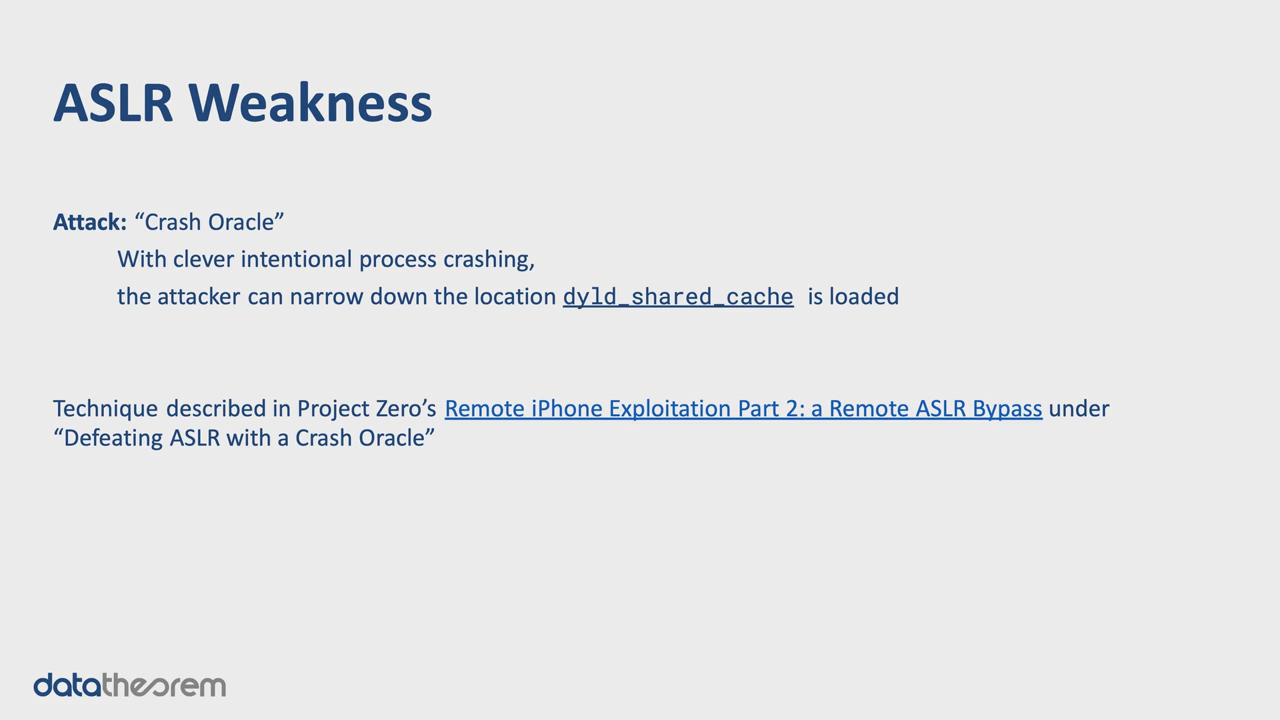 ASLR Weakness
Attack: “Crash Oracle”
With clever intentional process crashing,
the attacker can narrow down the location dyld_shared_cache is loaded
Technique described in Project Zero’s Remote iPhone Exploitation Part 2: a Remote ASLR Bypass under
“Defeating ASLR with a Crash Oracle”
datatheorem